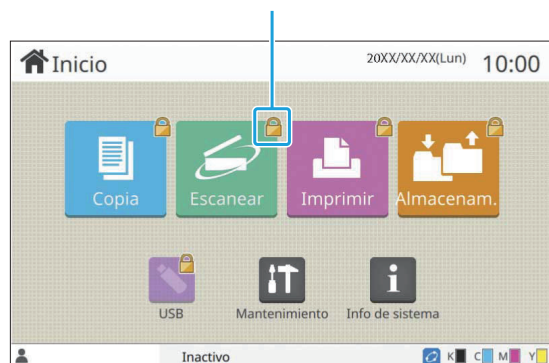 Inicio 20XX/XX/XX(Lun) 10:00
Copia Escanear Imprimir Almacenam.
USB Mantenimiento Info de sistema
Inactivo K C M Y